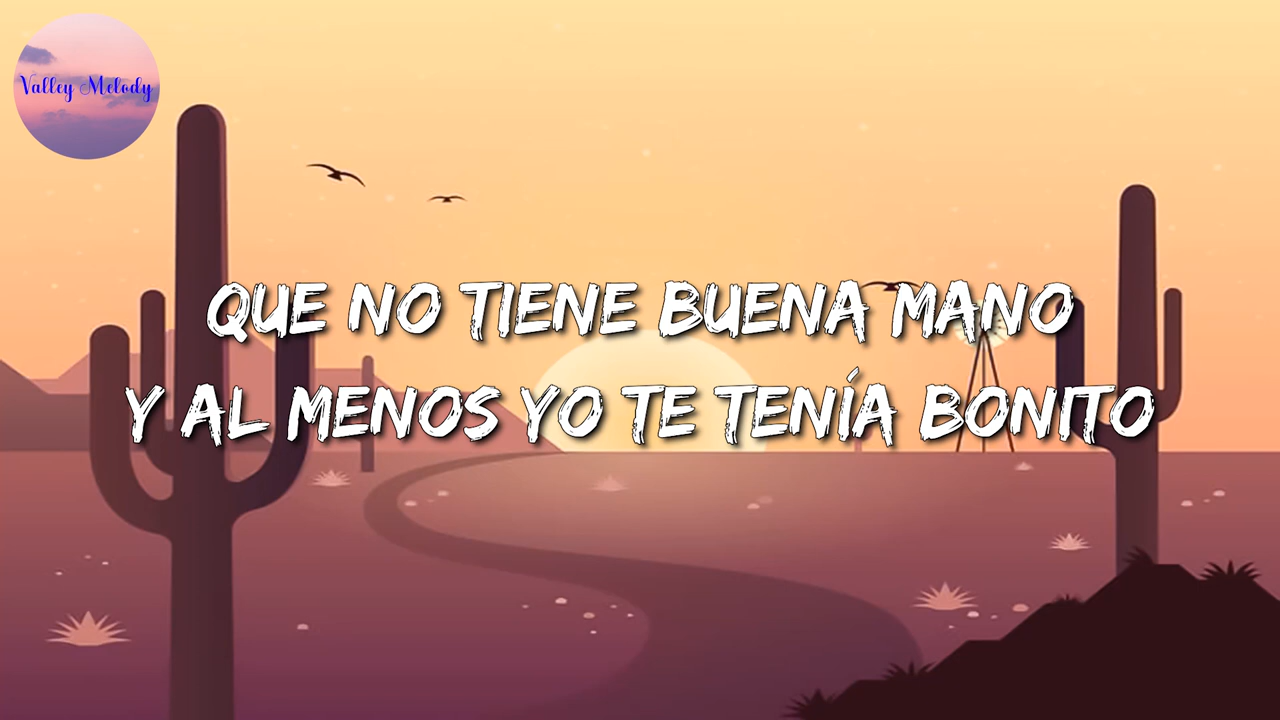 Valley Melody
QUE NO TIENE BUENA MANO
Y AL MENOS YO TE TENÍA BONITO